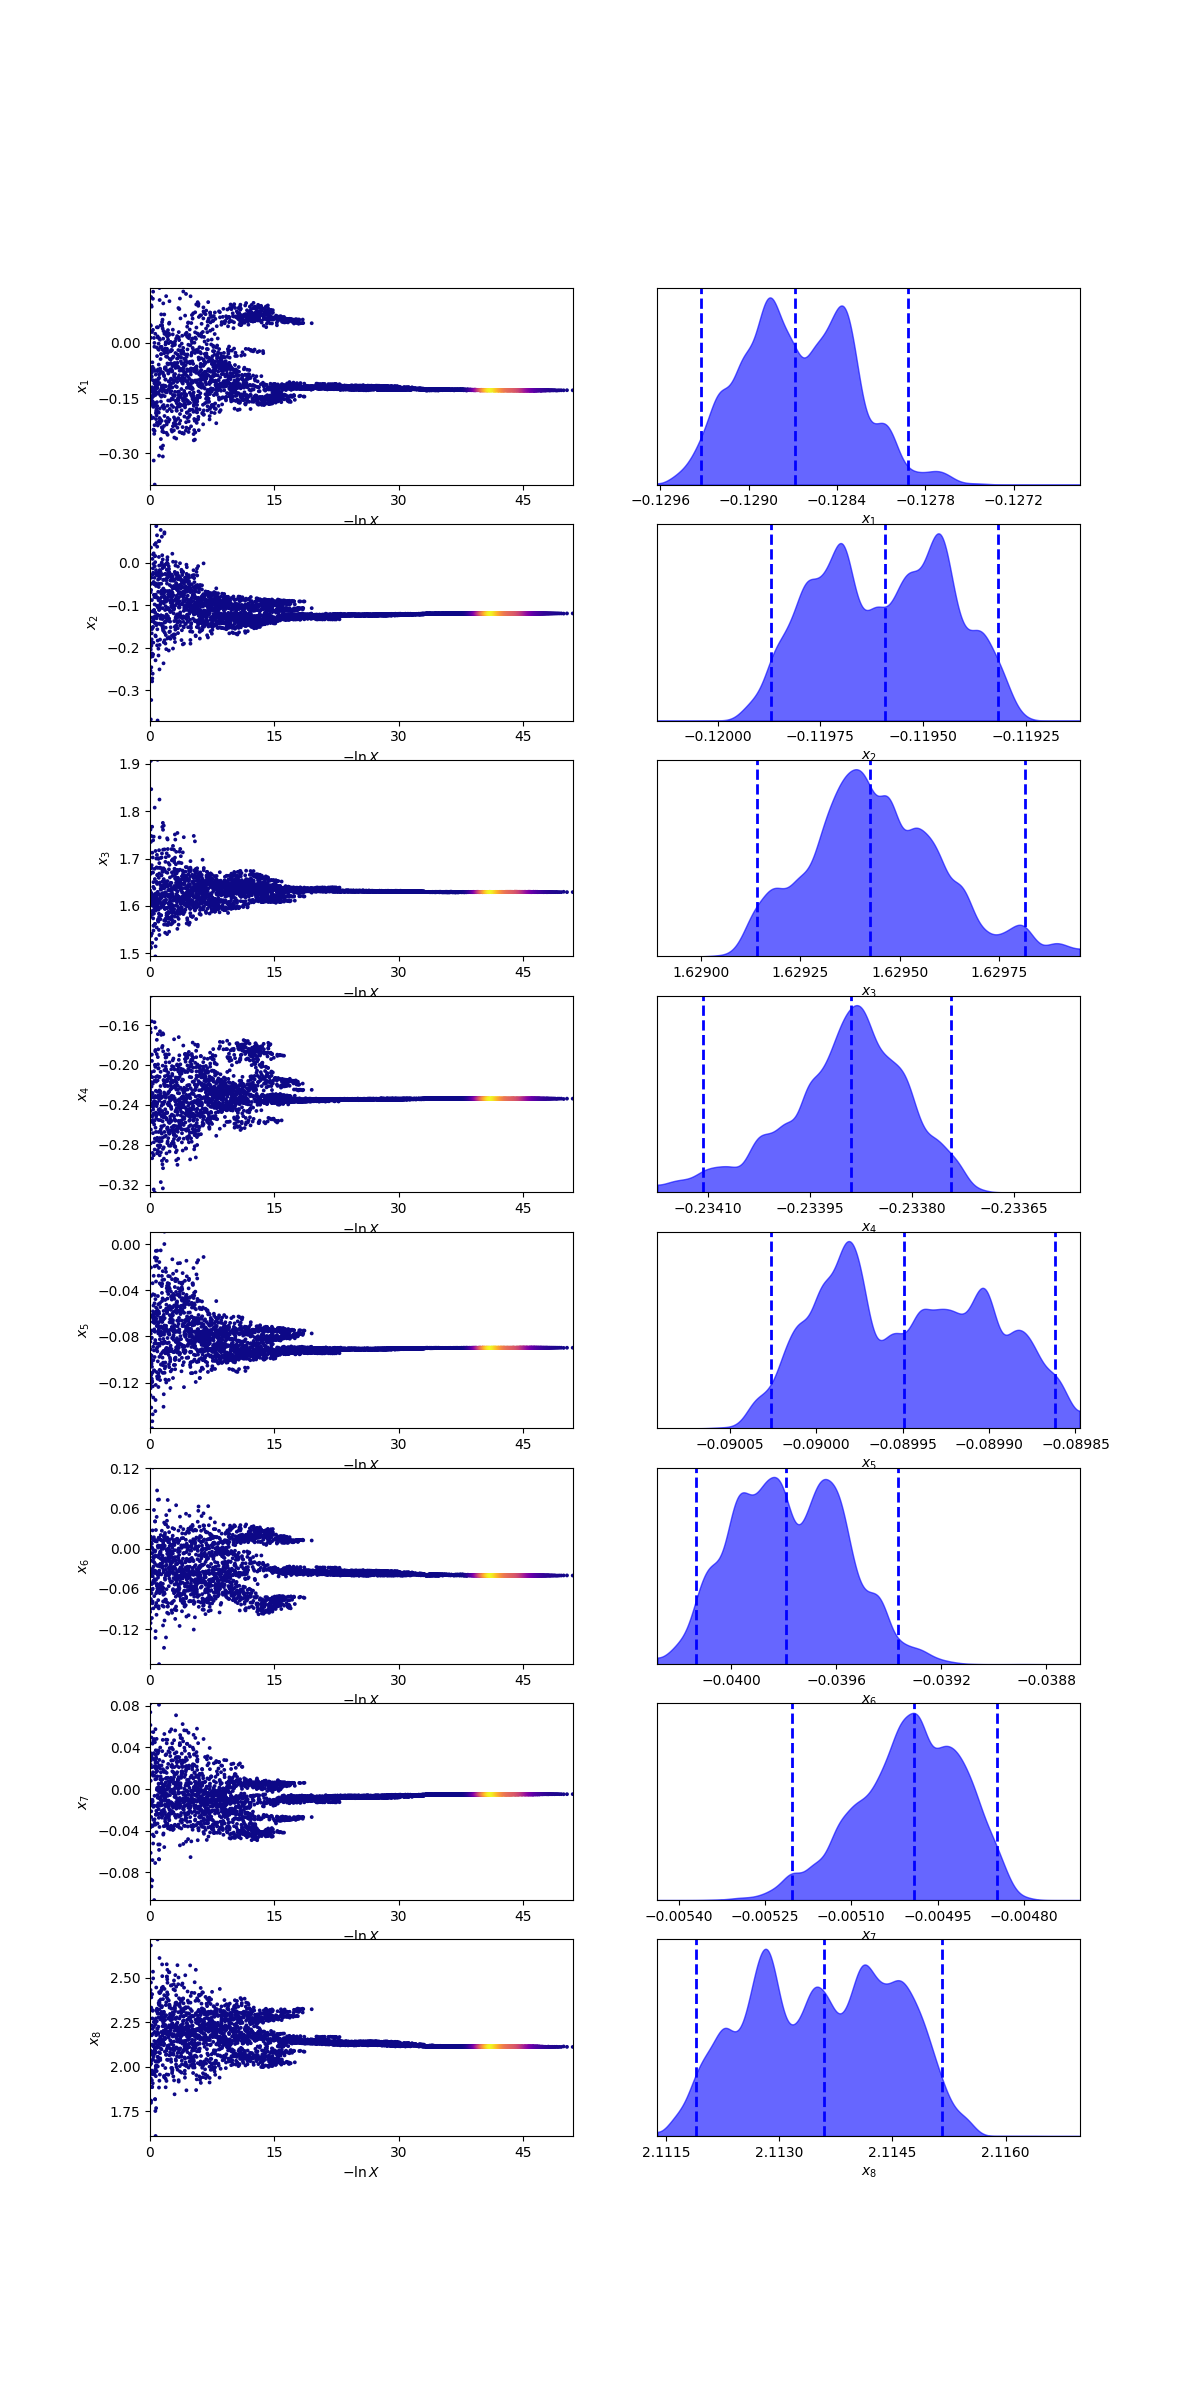 0.00
−0.15
−0.30
x₁
0 15 30 45
−ln X
−0.1296 −0.1290 −0.1284 −0.1278 −0.1272
x₁
0.0
−0.1
−0.2
−0.3
x₂
0 15 30 45
−ln X
−0.12000 −0.11975 −0.11950 −0.11925
x₂
1.9
1.8
1.7
1.6
1.5
x₃
0 15 30 45
−ln X
1.62900 1.62925 1.62950 1.62975
x₃
−0.16
−0.20
−0.24
−0.28
−0.32
x₄
0 15 30 45
−ln X
−0.23410 −0.23395 −0.23380 −0.23365
x₄
0.00
−0.04
−0.08
−0.12
x₅
0 15 30 45
−ln X
−0.09005 −0.09000 −0.08995 −0.08990 −0.08985
x₅
0.12
0.06
0.00
−0.06
−0.12
x₆
0 15 30 45
−ln X
−0.0400 −0.0396 −0.0392 −0.0388
x₆
0.08
0.04
0.00
−0.04
−0.08
x₇
0 15 30 45
−ln X
−0.00540 −0.00525 −0.00510 −0.00495 −0.00480
x₇
2.50
2.25
2.00
1.75
x₈
0 15 30 45
−ln X
2.1115 2.1130 2.1145 2.1160
x₈